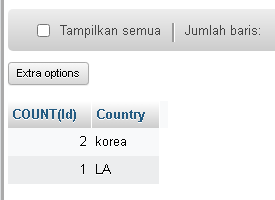 Tampilkan semua Jumlah baris:
Extra options
COUNT(Id) Country
2 korea
1 LA